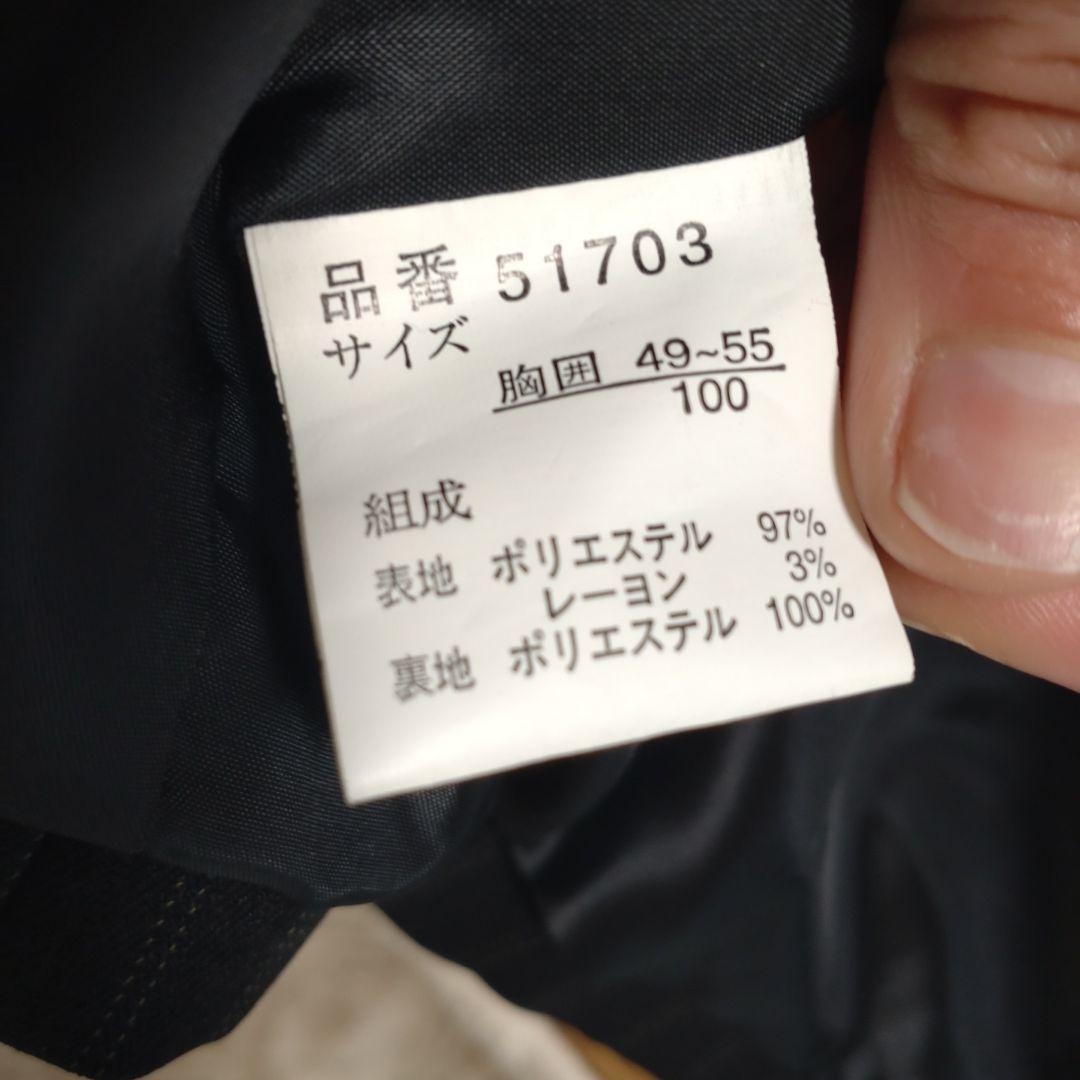 品番 51703
サイズ
胸囲 49~55
100
組成
表地 ポリエステル 97%
レーヨン 3%
裏地 ポリエステル 100%